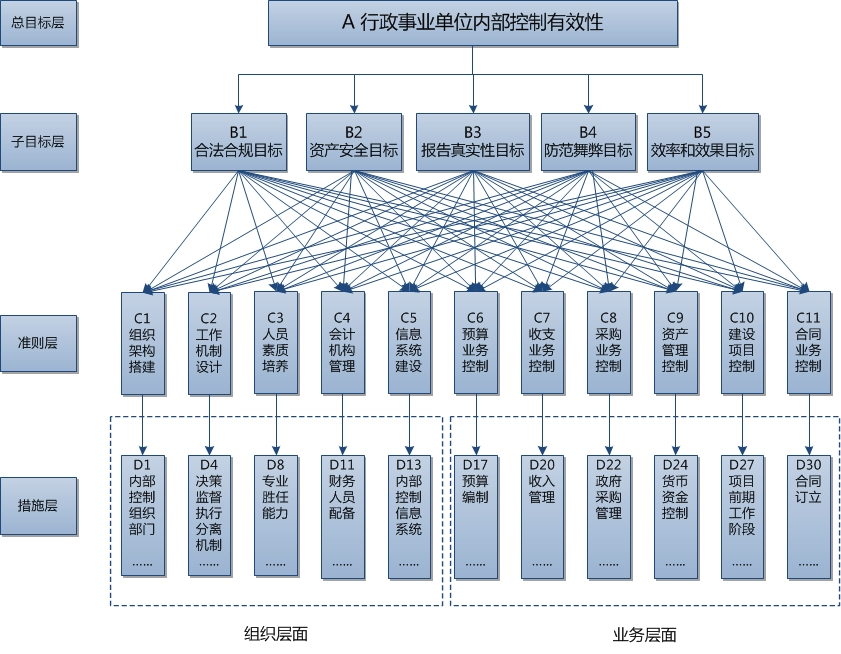 总目标层
A 行政事业单位内部控制有效性
子目标层
B1
合法合规目标
B2
资产安全目标
B3
报告真实性目标
B4
防范舞弊目标
B5
效率和效果目标
准则层
C1
组织
架构
搭建
C2
工作
机制
设计
C3
人员
素质
培养
C4
会计
机构
管理
C5
信息
系统
建设
C6
预算
业务
控制
C7
收支
业务
控制
C8
采购
业务
控制
C9
资产
管理
控制
C10
建设
项目
控制
C11
合同
业务
控制
措施层
D1
内部
控制
组织
部门
......
D4
决策
监督
执行
分离
机制
......
D8
专业
胜任
能力
......
D11
财务
人员
配备
......
D13
内部
控制
信息
系统
......
D17
预算
编制
......
D20
收入
管理
......
D22
政府
采购
管理
......
D24
货币
资金
控制
......
D27
项目
前期
工作
阶段
......
D30
合同
订立
......
组织层面
业务层面